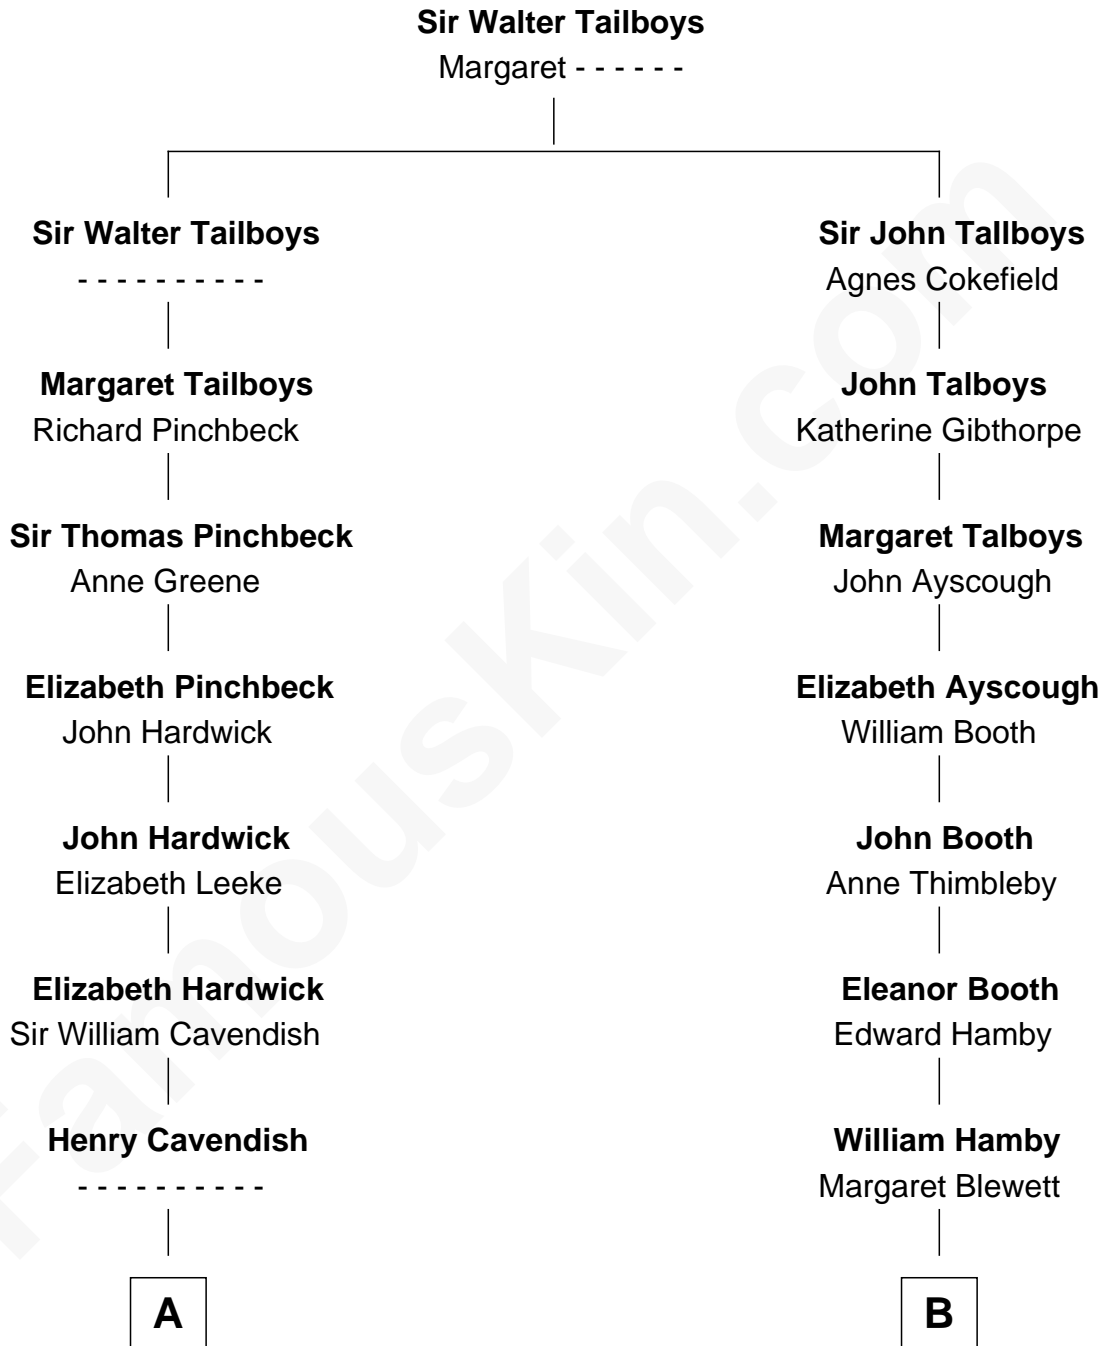 Sir Walter Tailboys
Margaret - - - - - -
Sir Walter Tailboys
- - - - - - - - - -
Margaret Tailboys
Richard Pinchbeck
Sir Thomas Pinchbeck
Anne Greene
Elizabeth Pinchbeck
John Hardwick
John Hardwick
Elizabeth Leeke
Elizabeth Hardwick
Sir William Cavendish
Henry Cavendish
- - - - - - - - - -
A
Sir John Tallboys
Agnes Cokefield
John Talboys
Katherine Gibthorpe
Margaret Talboys
John Ayscough
Elizabeth Ayscough
William Booth
John Booth
Anne Thimbleby
Eleanor Booth
Edward Hamby
William Hamby
Margaret Blewett
B
FamousKin.com